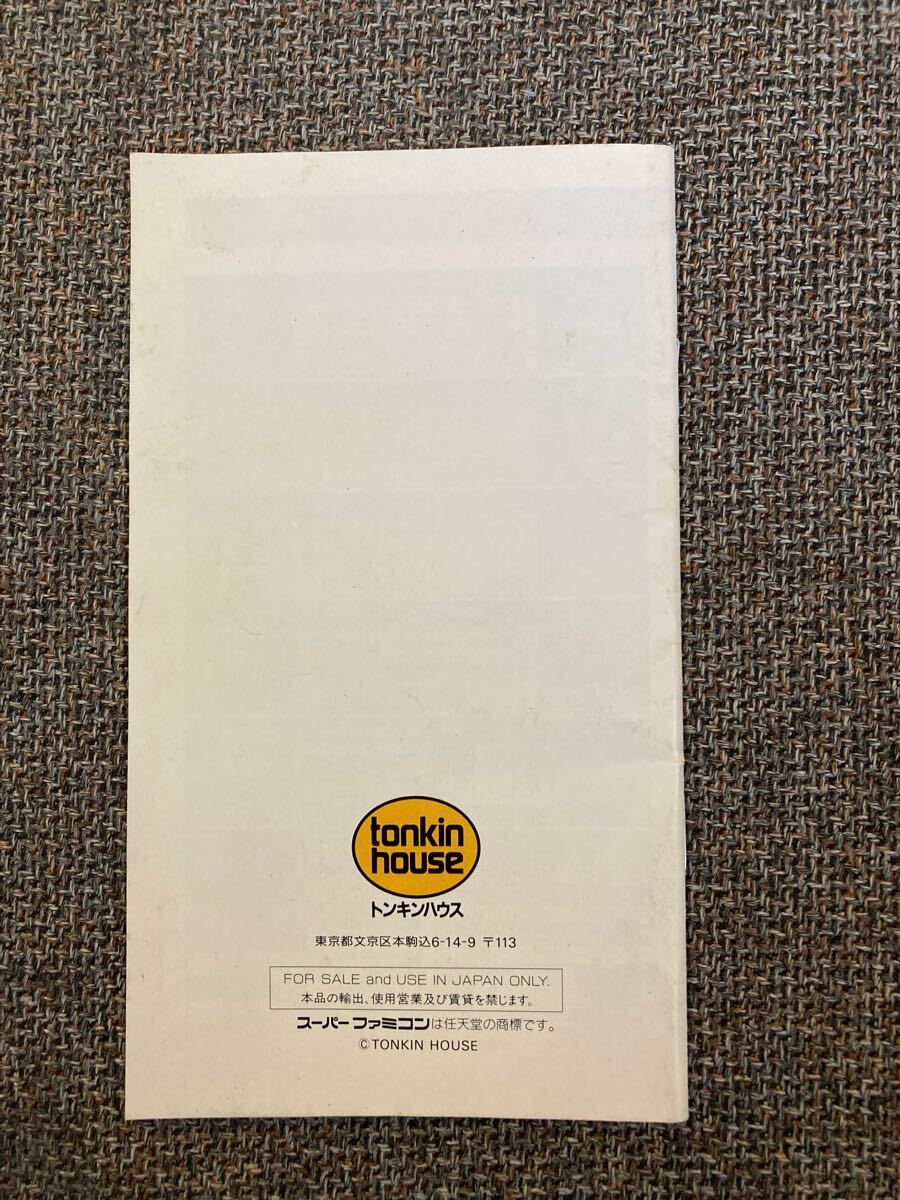 tonkin
house
トンキンハウス
東京都文京区本駒込6-14-9 〒113
FOR SALE and USE IN JAPAN ONLY.
本品の輸出、使用営業及び賃貸を禁じます。
スーパーファミコンは任天堂の商標です。
©TONKIN HOUSE